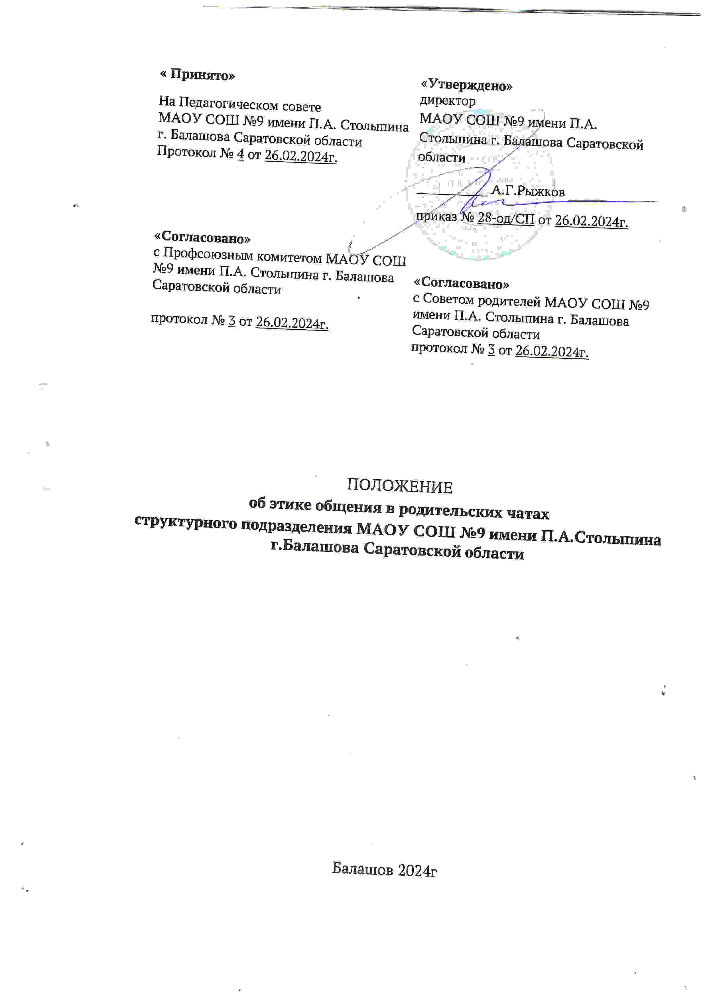 « Принято»
На Педагогическом совете
МАОУ СОШ №9 имени П.А. Столыпина
г. Балашова Саратовской области
Протокол № 4 от 26.02.2024г.
«Утверждено»
директор
МАОУ СОШ №9 имени П.А.
Столыпина г. Балашова Саратовской
области
А.Г.Рыжков
приказ № 28-од/СП от 26.02.2024г.
«Согласовано»
с Профсоюзным комитетом МАОУ СОШ
№9 имени П.А. Столыпина г. Балашова
Саратовской области
протокол № 3 от 26.02.2024г.
«Согласовано»
с Советом родителей МАОУ СОШ №9
имени П.А. Столыпина г. Балашова
Саратовской области
протокол № 3 от 26.02.2024г.
ПОЛОЖЕНИЕ
об этике общения в родительских чатах
структурного подразделения МАОУ СОШ №9 имени П.А.Столыпина
г.Балашова Саратовской области
Балашов 2024г